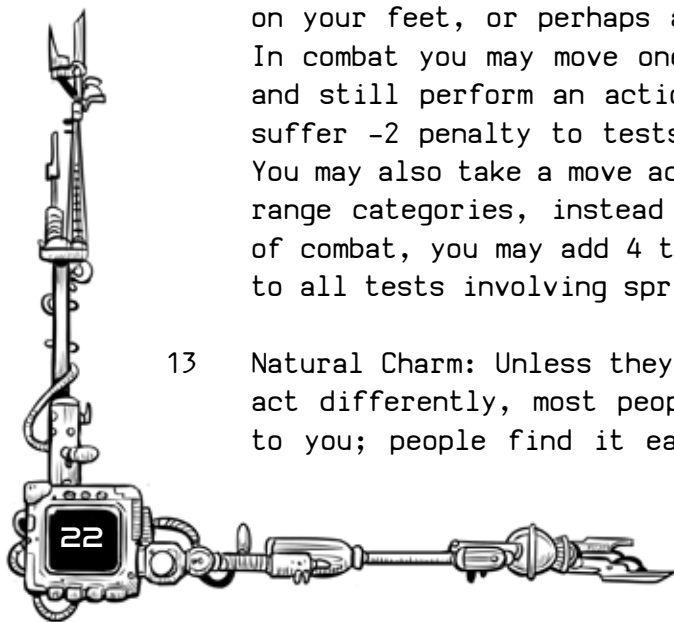 on your feet, or perhaps a
In combat you may move one
and still perform an actio
suffer -2 penalty to tests
You may also take a move ac
range categories, instead
of combat, you may add 4 t
to all tests involving spr
13 Natural Charm: Unless they
act differently, most peop
to you; people find it ea
22